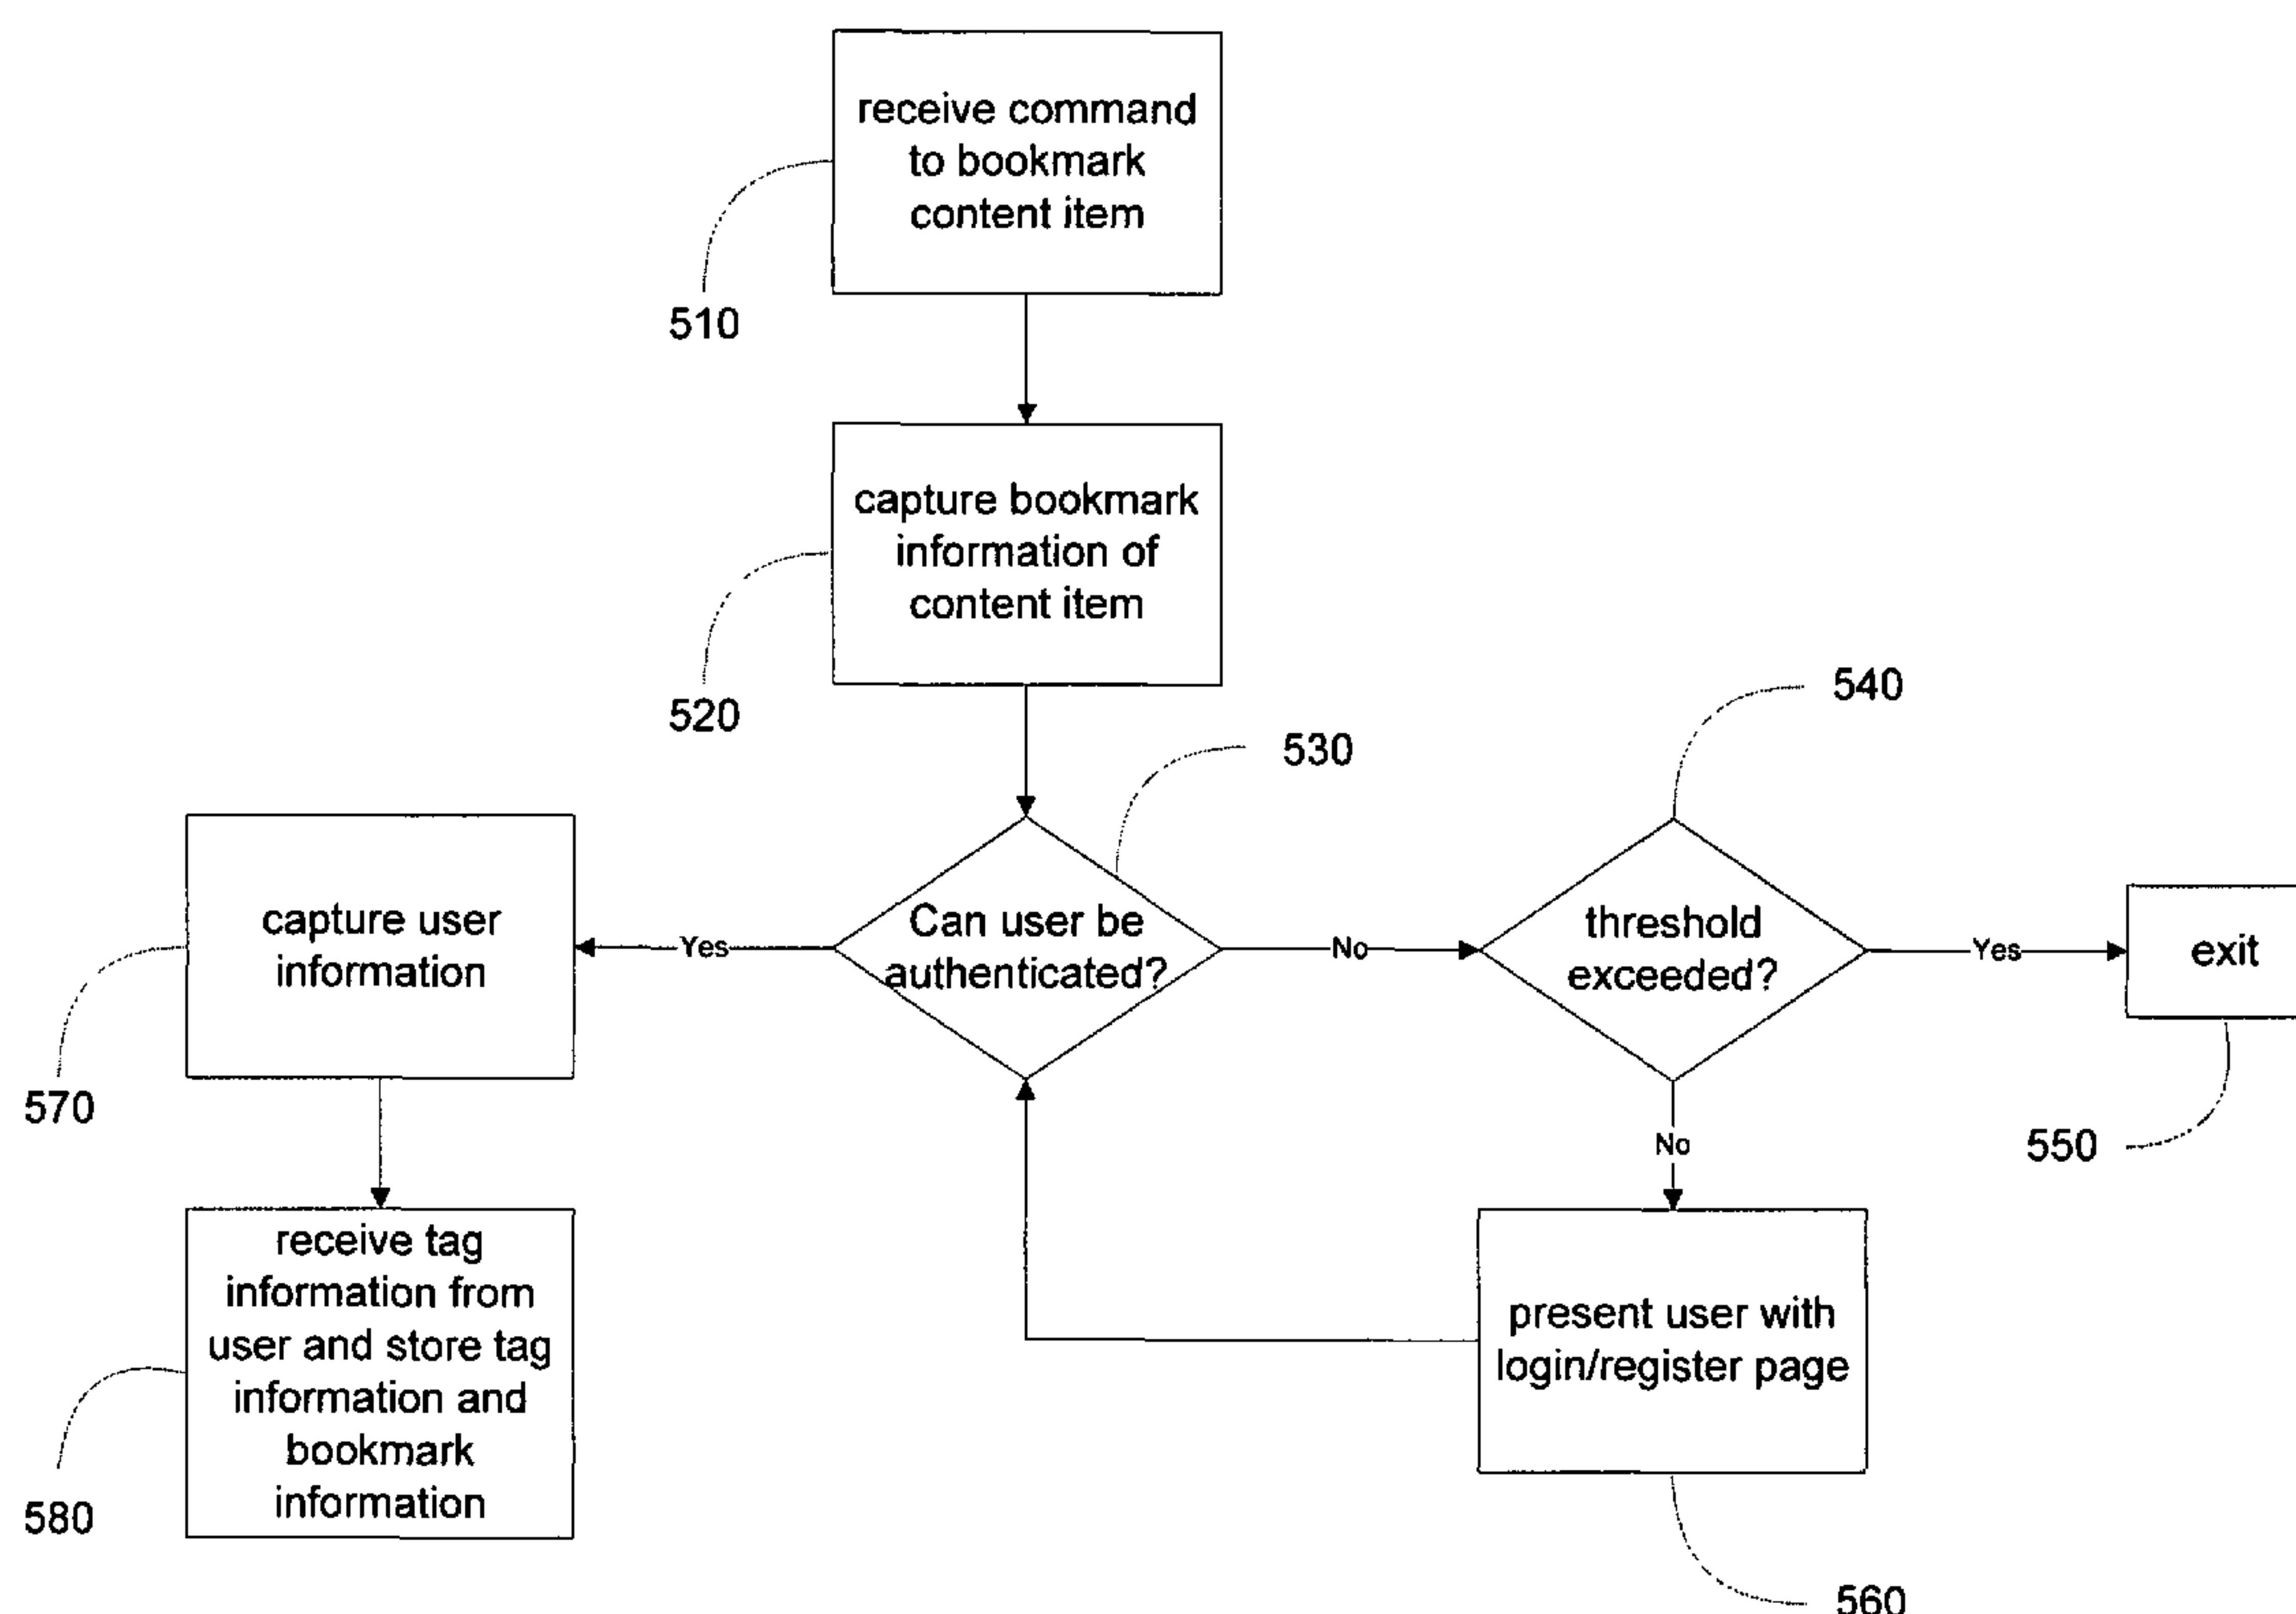 receive command
to bookmark
content item
510
capture bookmark
information of
content item
520
530
540
capture user
information
570
Yes
Can user be
authenticated?
No
threshold
exceeded?
Yes
exit
550
No
receive tag
information from
user and store tag
information and
bookmark
information
580
present user with
login/register page
560